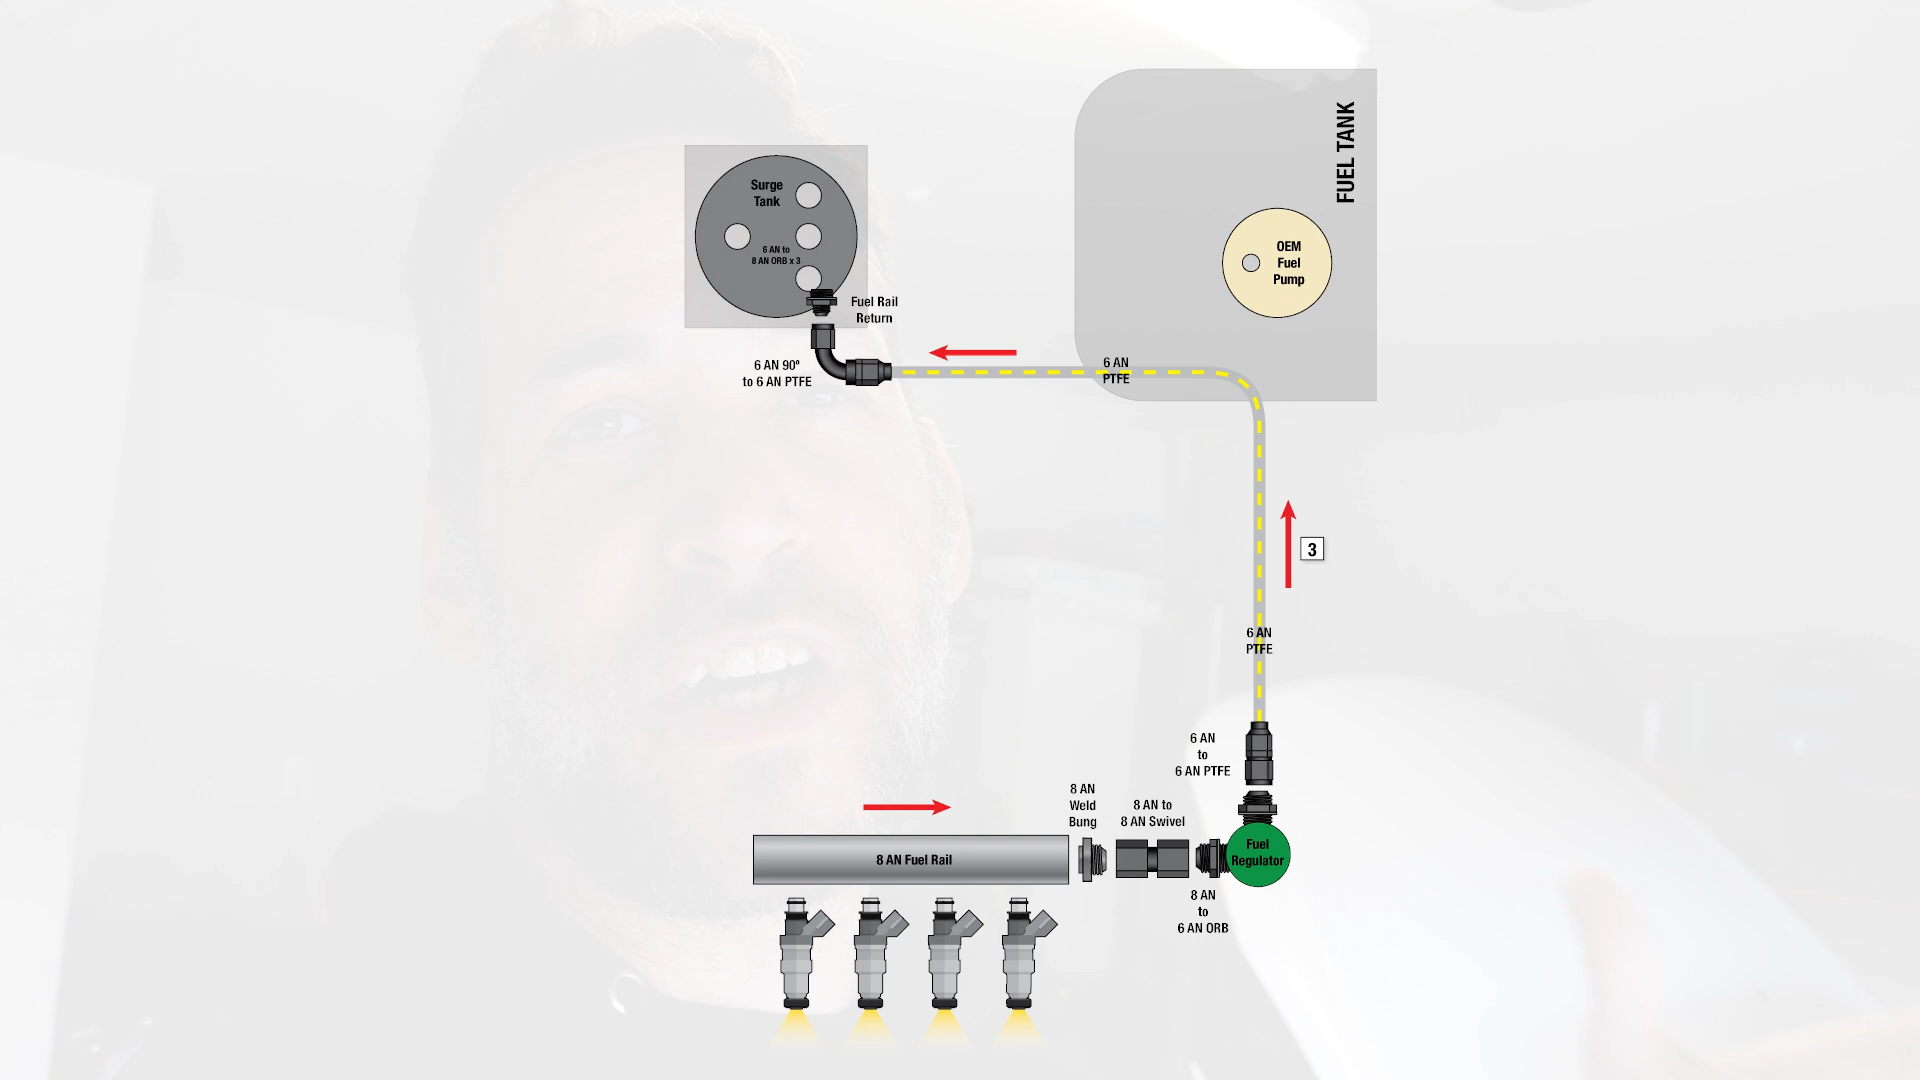 FUEL TANK
Surge
Tank
6 AN to
8 AN ORB x 3
OEM
Fuel
Pump
Fuel Rail
Return
6 AN 90º
to 6 AN PTFE
6 AN
PTFE
3
6 AN
PTFE
6 AN
to
6 AN PTFE
8 AN
Weld
Bung
8 AN to
8 AN Swivel
Fuel
Regulator
8 AN Fuel Rail
8 AN
to
6 AN ORB